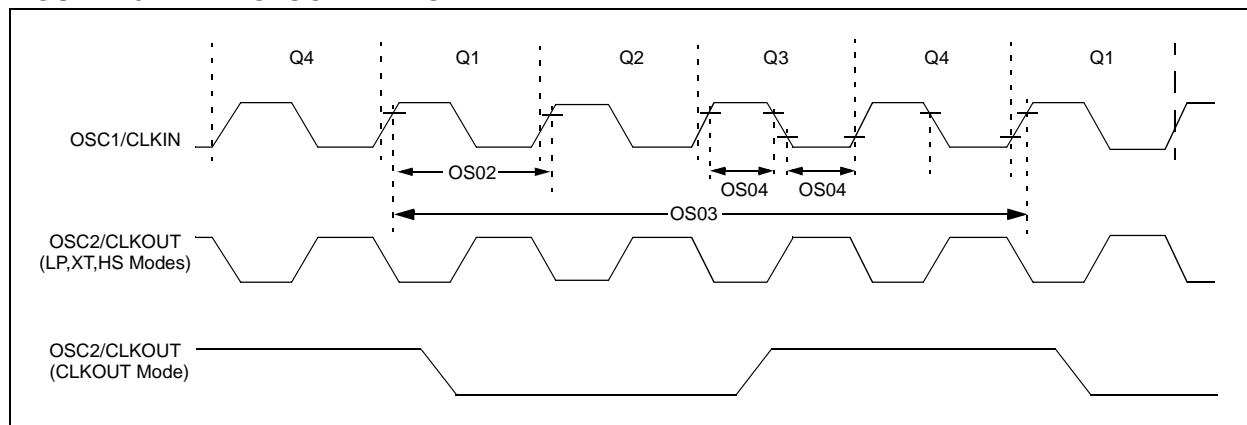 Q4 Q1 Q2 Q3 Q4 Q1
OSC1/CLKIN
OS02
OS04 OS04
OS03
OSC2/CLKOUT
(LP,XT,HS Modes)
OSC2/CLKOUT
(CLKOUT Mode)